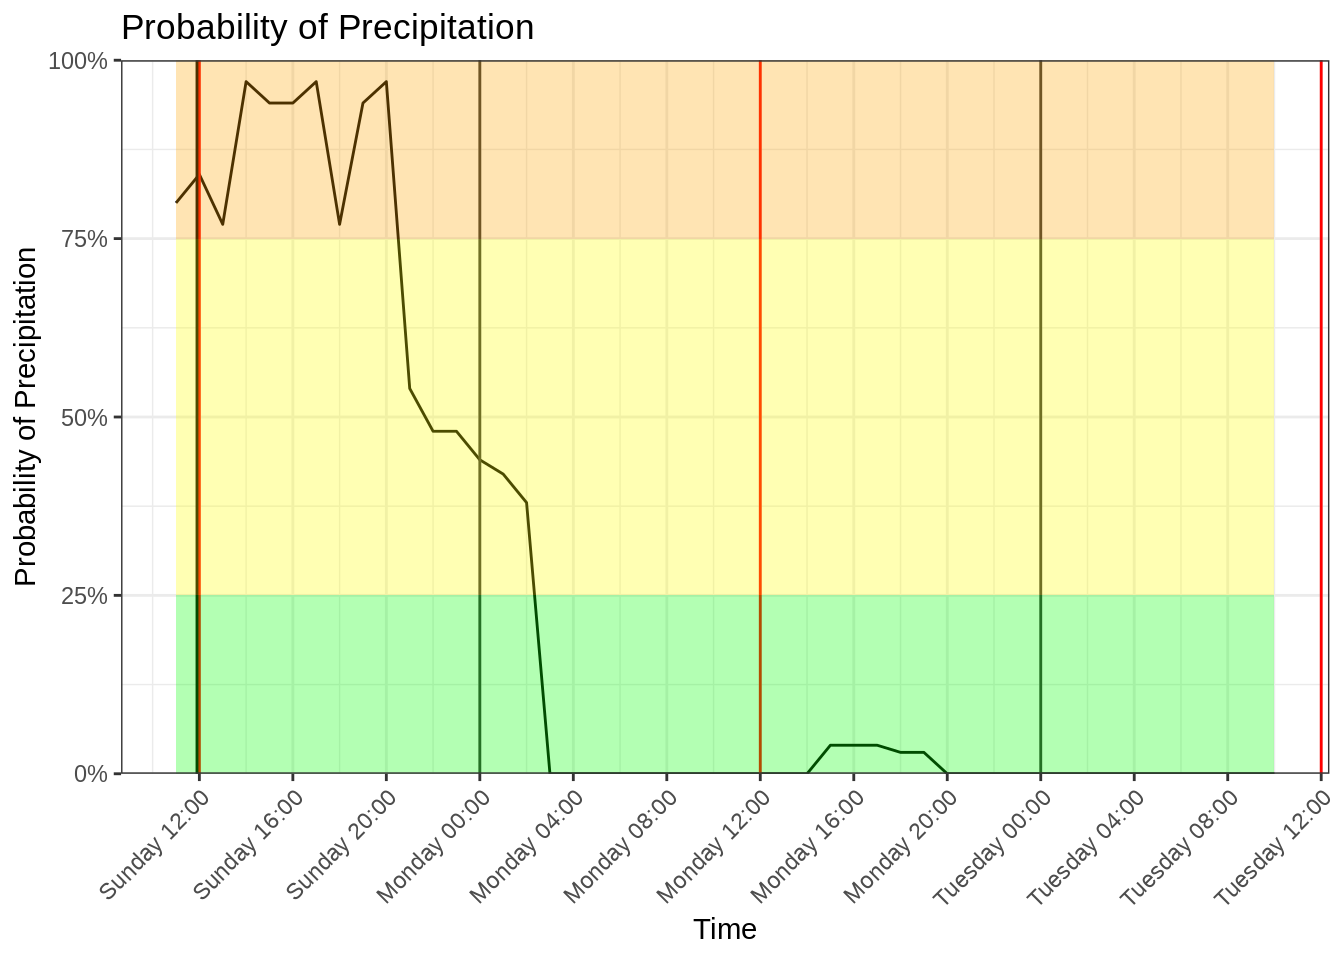 Probability of Precipitation
Probability of Precipitation
100%
75%
50%
25%
0%
Sunday 12:00
Sunday 16:00
Sunday 20:00
Monday 00:00
Monday 04:00
Monday 08:00
Monday 12:00
Monday 16:00
Monday 20:00
Tuesday 00:00
Tuesday 04:00
Tuesday 08:00
Tuesday 12:00
Time